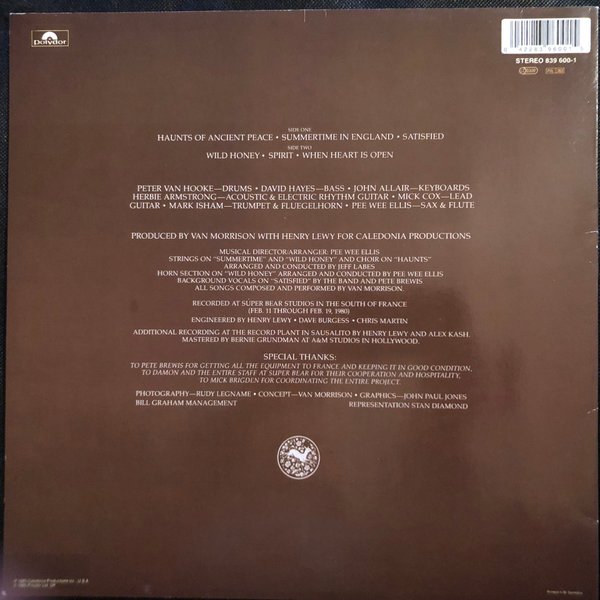 polydor
STEREO 839 600-1
SIDE ONE
HAUNTS OF ANCIENT PEACE • SUMMERTIME IN ENGLAND • SATISFIED
SIDE TWO
WILD HONEY • SPIRIT • WHEN HEART IS OPEN
PETER VAN HOOKE—DRUMS • DAVID HAYES—BASS • JOHN ALLAIR—KEYBOARDS
HERBIE ARMSTRONG—ACOUSTIC & ELECTRIC RHYTHM GUITAR • MICK COX—LEAD
GUITAR • MARK ISHAM—TRUMPET & FLUEGELHORN • PEE WEE ELLIS—SAX & FLUTE
PRODUCED BY VAN MORRISON WITH HENRY LEWY FOR CALEDONIA PRODUCTIONS
MUSICAL DIRECTOR/ARRANGER: PEE WEE ELLIS
STRINGS ON "SUMMERTIME" AND "WILD HONEY" AND CHOIR ON "HAUNTS"
ARRANGED AND CONDUCTED BY JEFF LABES
HORN SECTION ON "WILD HONEY" ARRANGED AND CONDUCTED BY PEE WEE ELLIS
BACKGROUND VOCALS ON "SATISFIED" BY THE BAND AND PETE BREWIS
ALL SONGS COMPOSED AND PERFORMED BY VAN MORRISON.
RECORDED AT SUPER BEAR STUDIOS IN THE SOUTH OF FRANCE
(FEB. 11 THROUGH FEB. 19, 1980)
ENGINEERED BY HENRY LEWY • DAVE BURGESS • CHRIS MARTIN
ADDITIONAL RECORDING AT THE RECORD PLANT IN SAUSALITO BY HENRY LEWY AND ALEX KASH.
MASTERED BY BERNIE GRUNDMAN AT A&M STUDIOS IN HOLLYWOOD.
SPECIAL THANKS:
TO PETE BREWIS FOR GETTING ALL THE EQUIPMENT TO FRANCE AND KEEPING IT IN GOOD CONDITION,
TO DAMON AND THE ENTIRE STAFF AT SUPER BEAR FOR THEIR COOPERATION AND HOSPITALITY,
TO MICK BRIGDEN FOR COORDINATING THE ENTIRE PROJECT.
PHOTOGRAPHY—RUDY LEGNAME • CONCEPT—VAN MORRISON • GRAPHICS—JOHN PAUL JONES
BILL GRAHAM MANAGEMENT REPRESENTATION STAN DIAMOND